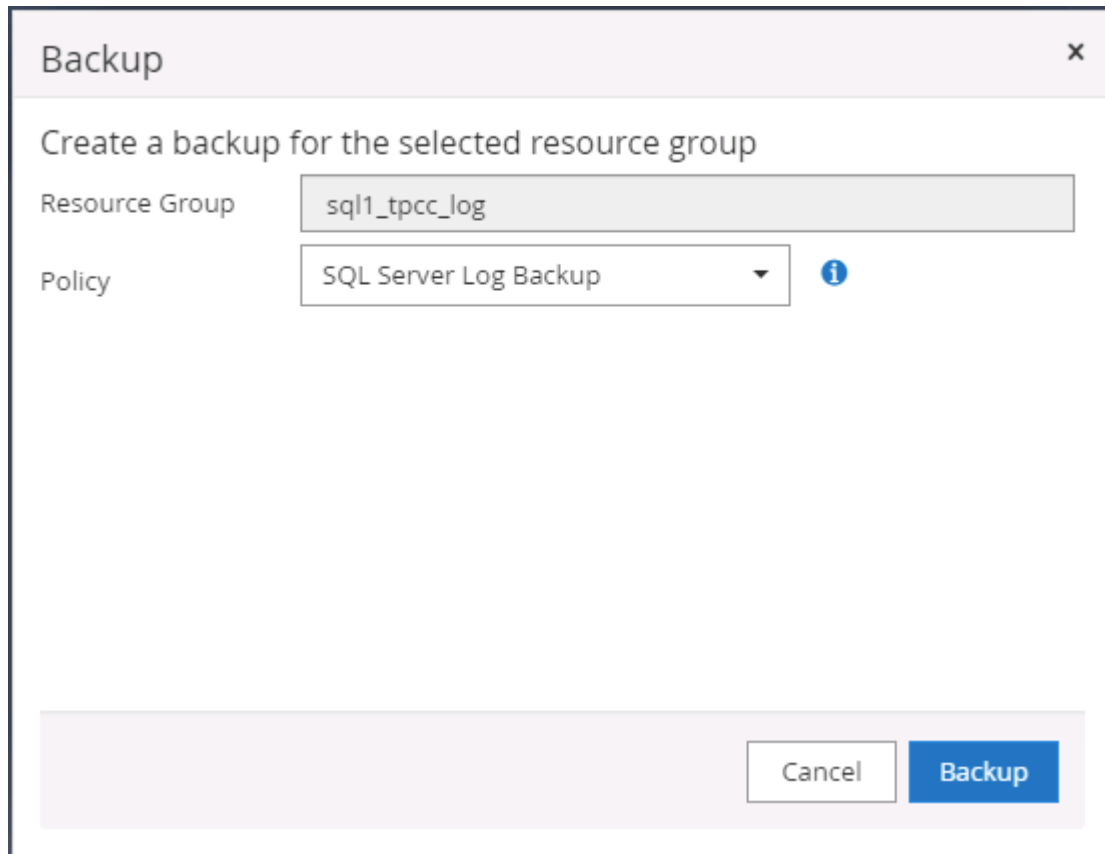 Backup
Create a backup for the selected resource group
Resource Group sql1_tpcc_log
Policy SQL Server Log Backup
Cancel Backup